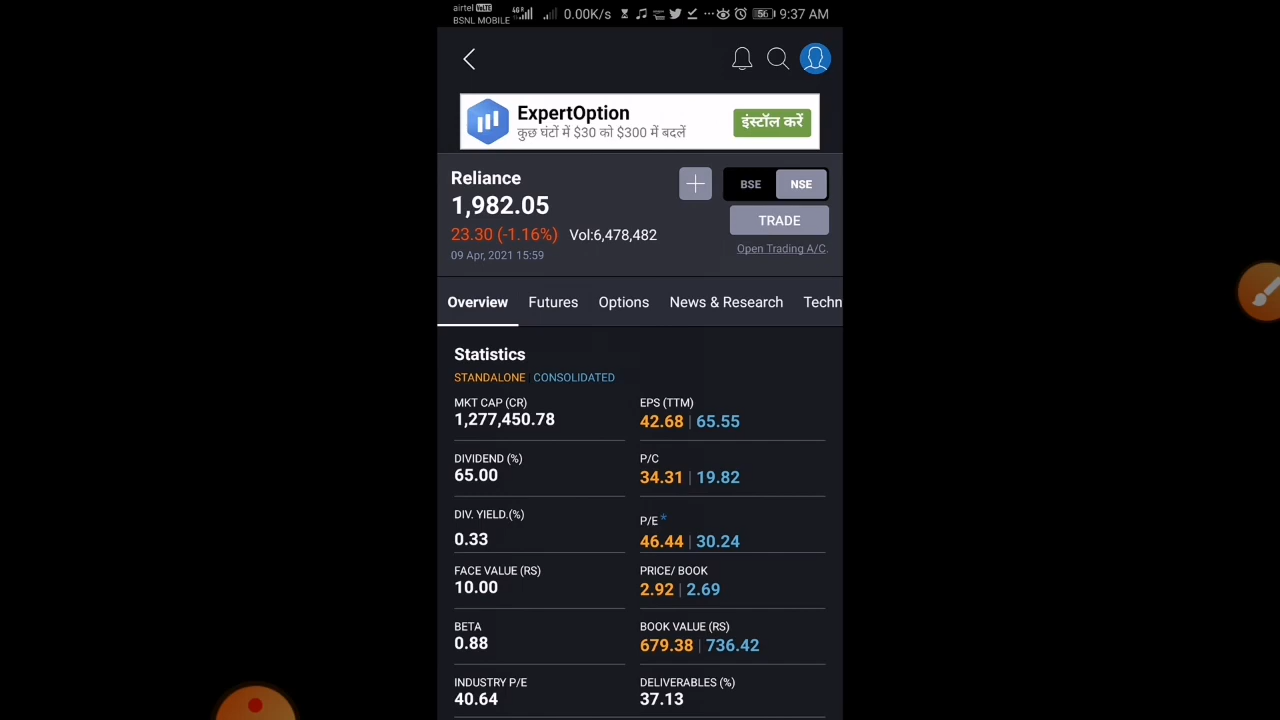 airtel VoLTE
BSNL MOBILE
0.00K/s
56
9:37 AM
ExpertOption
कुछ घंटों में $30 को $300 में बदलें
इंस्टॉल करें
Reliance
1,982.05
23.30 (-1.16%) Vol:6,478,482
09 Apr, 2021 15:59
BSE NSE
TRADE
Open Trading A/C.
Overview Futures Options News & Research Techn
Statistics
STANDALONE CONSOLIDATED
MKT CAP (CR) EPS (TTM)
1,277,450.78 42.68 | 65.55
DIVIDEND (%) P/C
65.00 34.31 | 19.82
DIV. YIELD.(%) P/E *
0.33 46.44 | 30.24
FACE VALUE (RS) PRICE/ BOOK
10.00 2.92 | 2.69
BETA BOOK VALUE (RS)
0.88 679.38 | 736.42
INDUSTRY P/E DELIVERABLES (%)
40.64 37.13